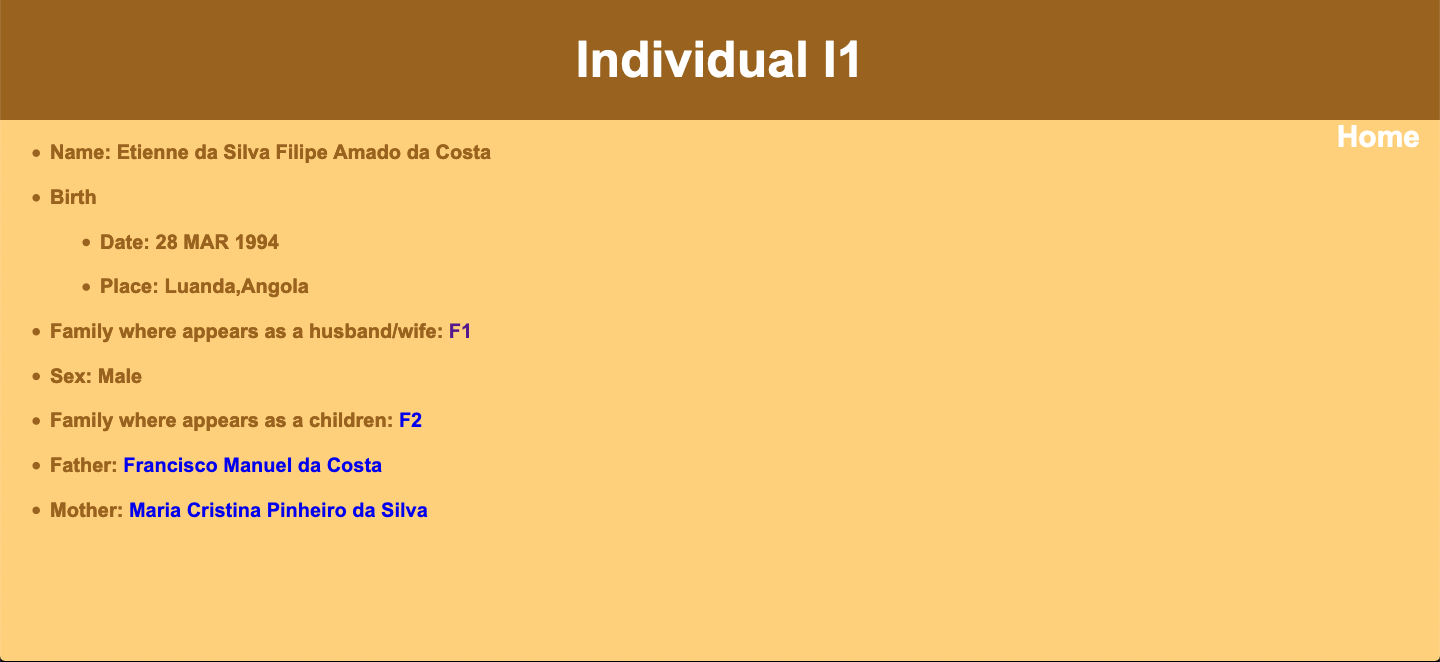 Individual I1
Home
Name: Etienne da Silva Filipe Amado da Costa
Birth
Date: 28 MAR 1994
Place: Luanda,Angola
Family where appears as a husband/wife: F1
Sex: Male
Family where appears as a children: F2
Father: Francisco Manuel da Costa
Mother: Maria Cristina Pinheiro da Silva